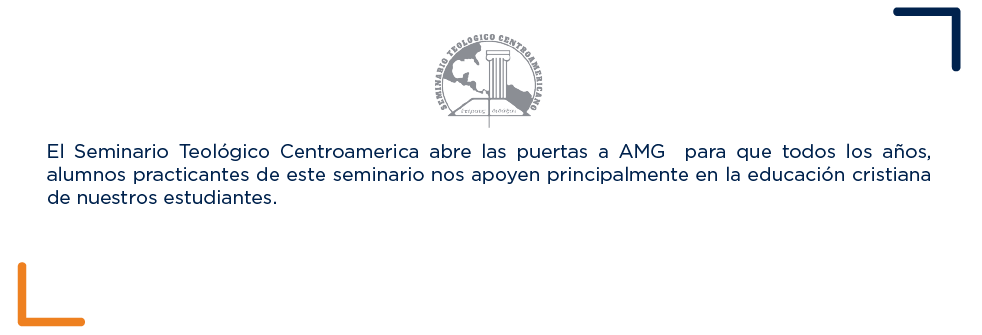 SEMINARIO TEOLOGICO CENTROAMERICANO
El Seminario Teológico Centroamerica abre las puertas a AMG para que todos los años,
alumnos practicantes de este seminario nos apoyen principalmente en la educación cristiana
de nuestros estudiantes.